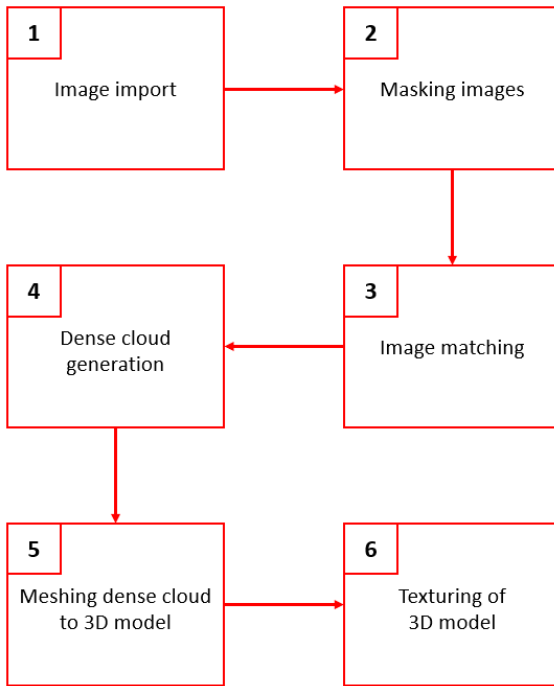 1
Image import
2
Masking images
3
Image matching
4
Dense cloud
generation
5
Meshing dense cloud
to 3D model
6
Texturing of
3D model